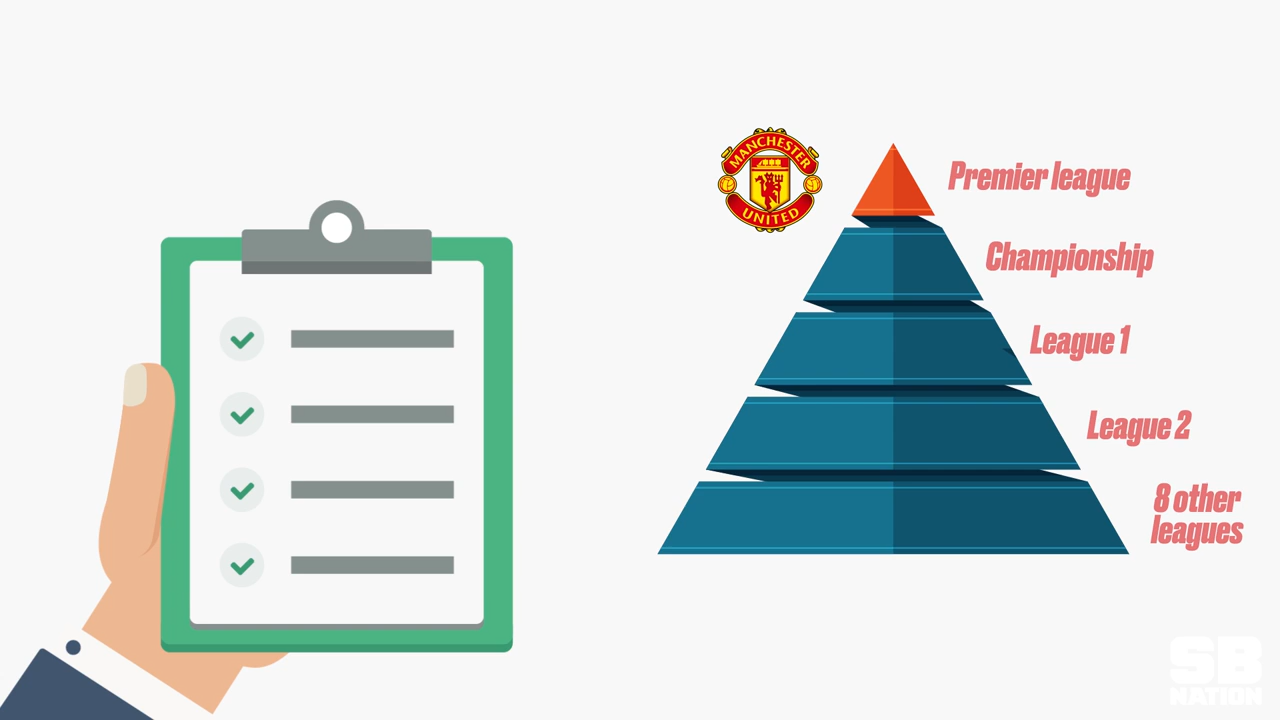 MANCHESTER
UNITED
Premier league
Championship
League 1
League 2
8 other
leagues
SB
NATION